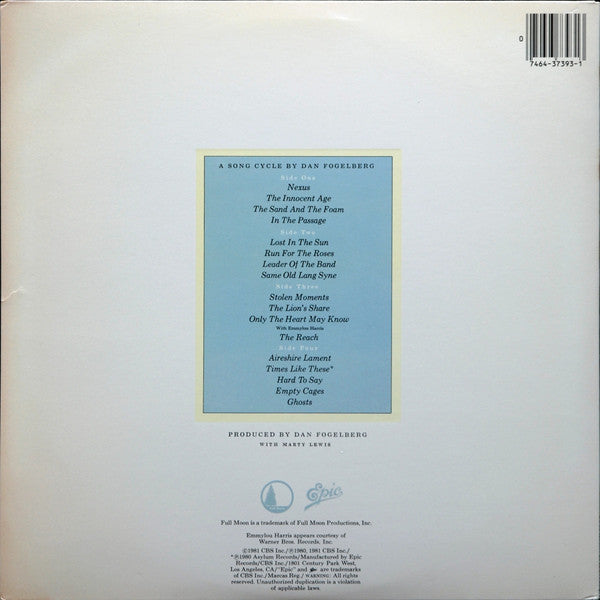 D
7464-37393-1
A SONG CYCLE BY DAN FOGELBERG
Side One
Nexus
The Innocent Age
The Sand And The Foam
In The Passage
Side Two
Lost In The Sun
Run For The Roses
Leader Of The Band
Same Old Lang Syne
Side Three
Stolen Moments
The Lion's Share
Only The Heart May Know
With Emmylou Harris
The Reach
Side Four
Aireshire Lament
Times Like These*
Hard To Say
Empty Cages
Ghosts
PRODUCED BY DAN FOGELBERG
WITH MARTY LEWIS
Epic
Full Moon is a trademark of Full Moon Productions, Inc.
Emmylou Harris appears courtesy of
Warner Bros. Records, Inc.
©1981 CBS Inc./℗1980, 1981 CBS Inc./
*℗1980 Asylum Records/Manufactured by Epic
Records/CBS Inc./1801 Century Park West,
Los Angeles, CA/"Epic" and Epic are trademarks
of CBS Inc./Marcas Reg./ WARNING: All rights
reserved. Unauthorized duplication is a violation
of applicable laws.